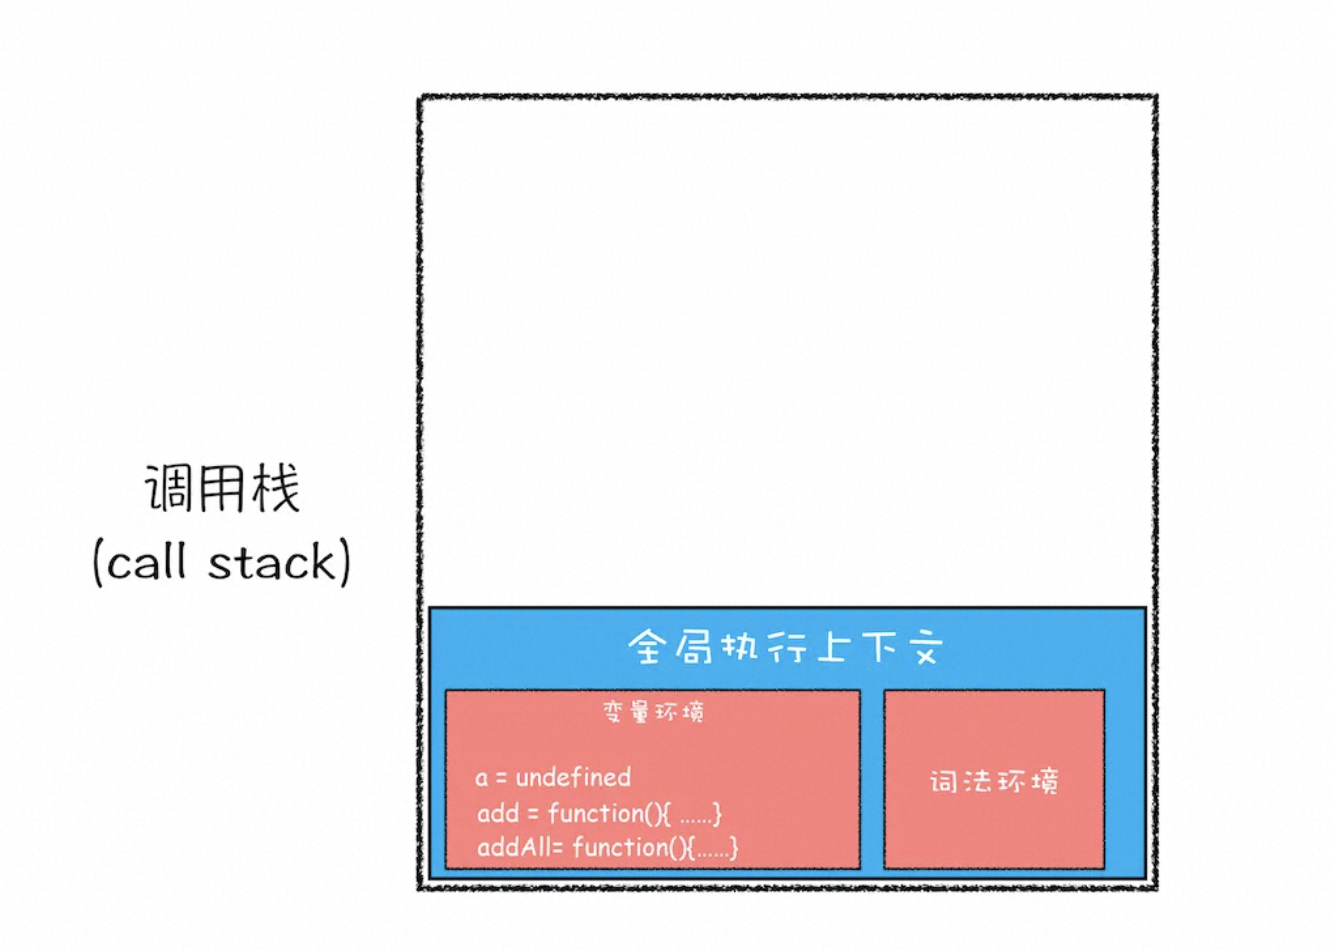 调用栈
(call stack)
全局执行上下文
变量环境
a = undefined
add = function(){ ......}
addAll= function(){......}
词法环境